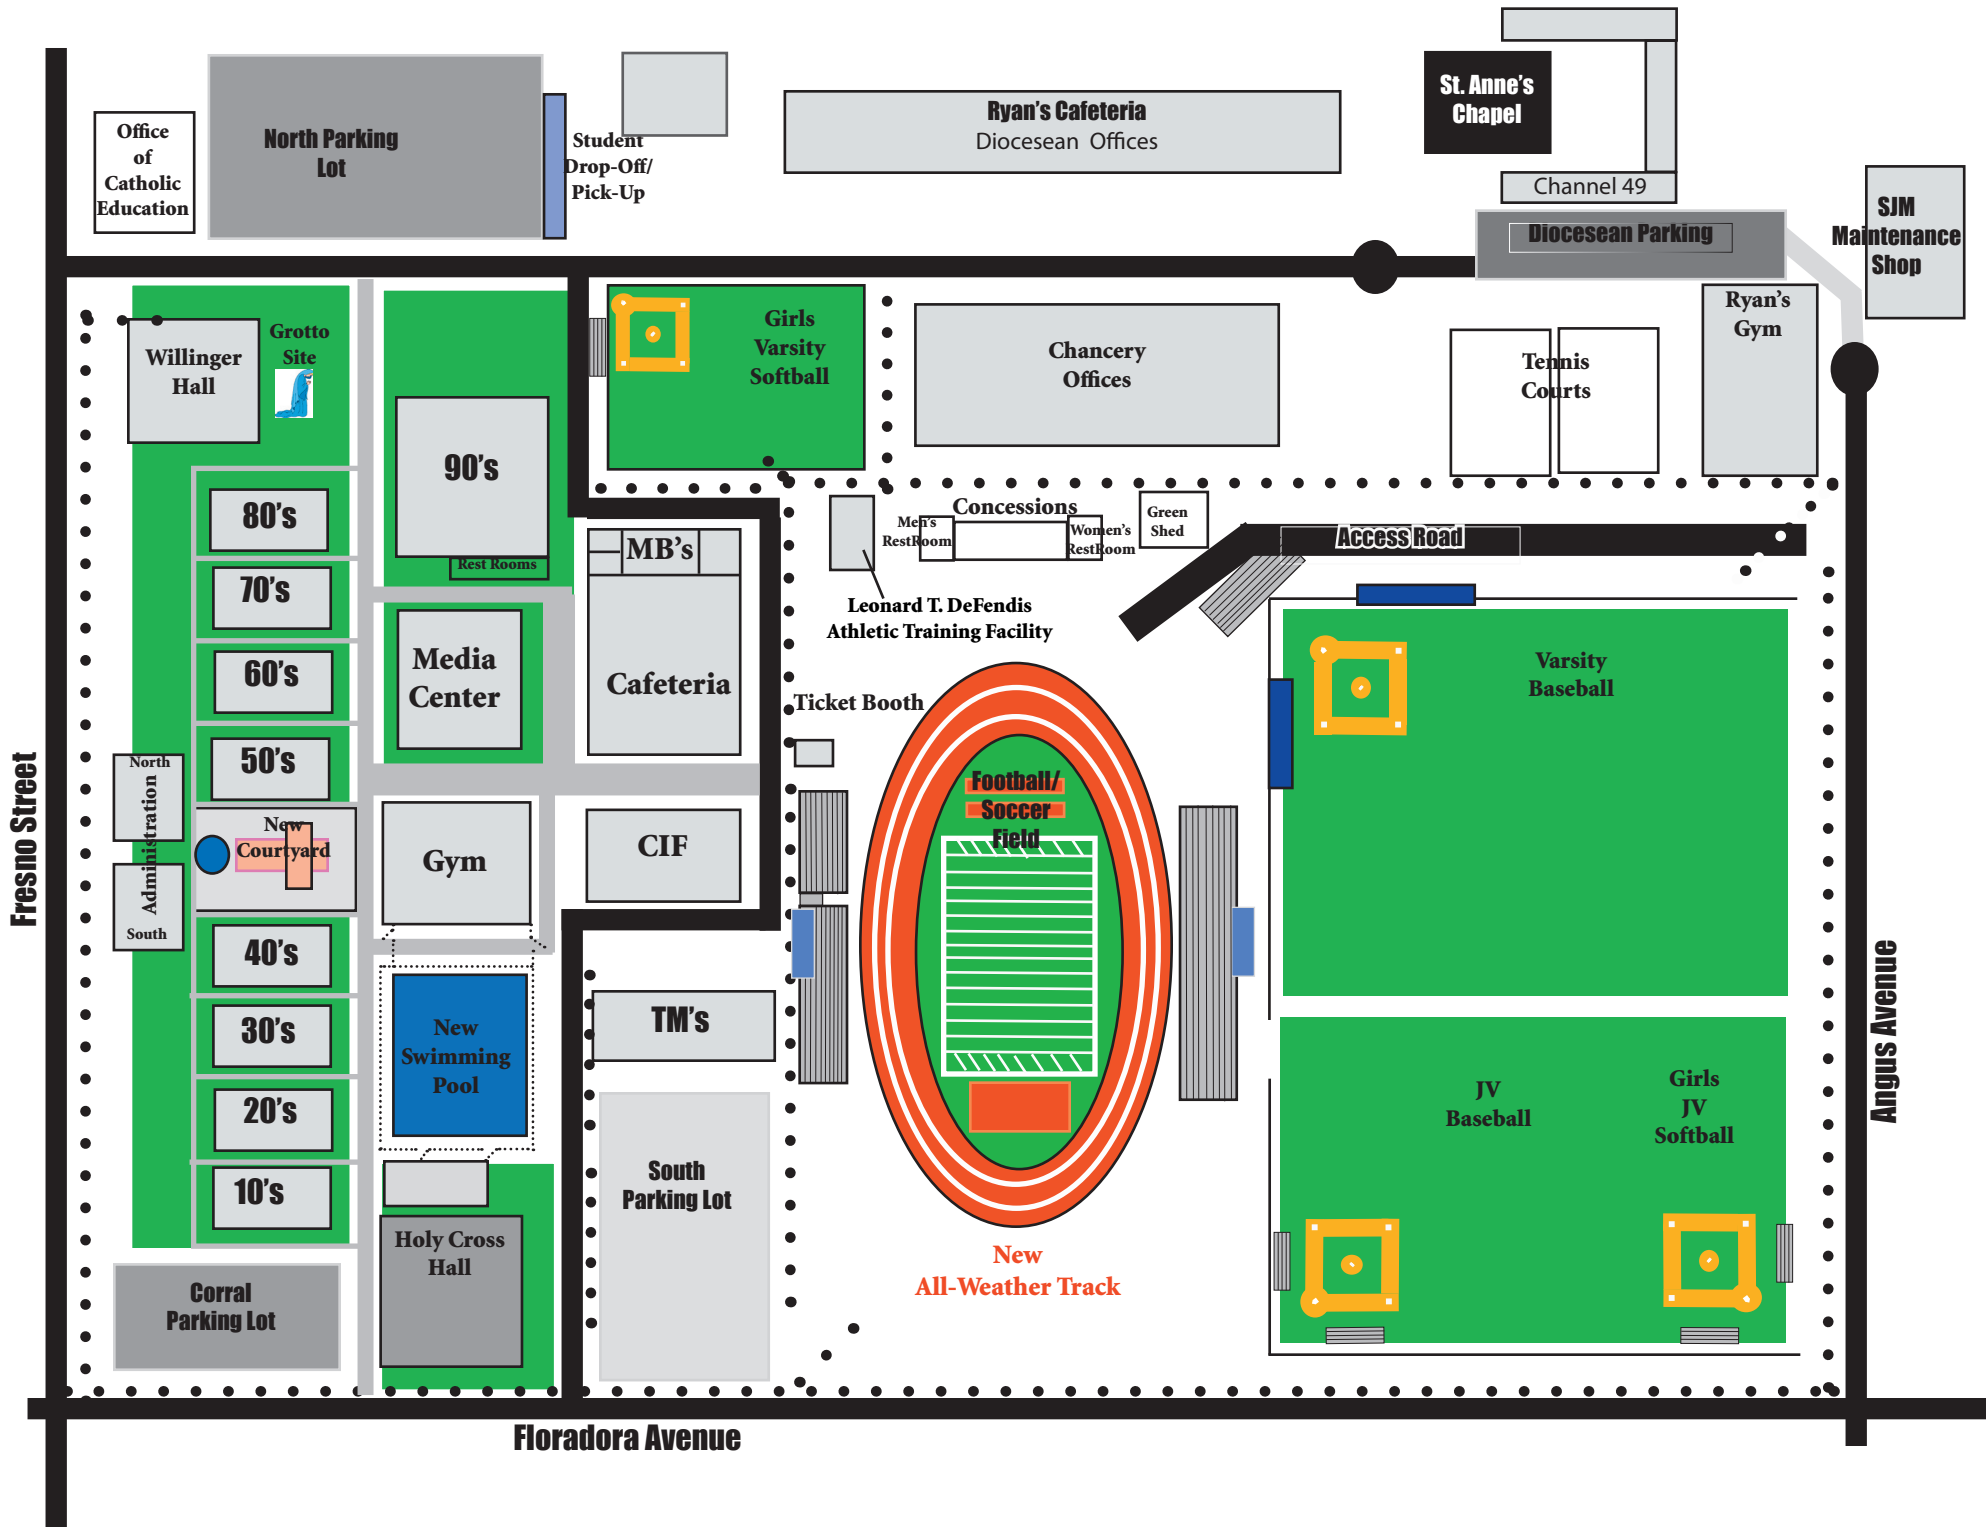 St. Anne's
Chapel
Ryan's Cafeteria
Diocesean Offices
Office
of
Catholic
Education
North Parking
Lot
Student
Drop-Off/
Pick-Up
Channel 49
SJM
Maintenance
Shop
Diocesean Parking
Willinger
Hall
Grotto
Site
Girls
Varsity
Softball
Chancery
Offices
Tennis
Courts
Ryan's
Gym
90's
Rest Rooms
80's
70's
60's
50's
MB's
Cafeteria
Media
Center
Men's
RestRoom
Concessions
Women's
RestRoom
Green
Shed
Access Road
Leonard T. DeFendis
Athletic Training Facility
Ticket Booth
Varsity
Baseball
Fresno Street
North
Administration
South
New
Courtyard
Gym
CIF
Football/
Soccer
Field
40's
30's
20's
10's
New
Swimming
Pool
TM's
South
Parking Lot
JV
Baseball
Girls
JV
Softball
Angus Avenue
Holy Cross
Hall
Corral
Parking Lot
New
All-Weather Track
Floradora Avenue